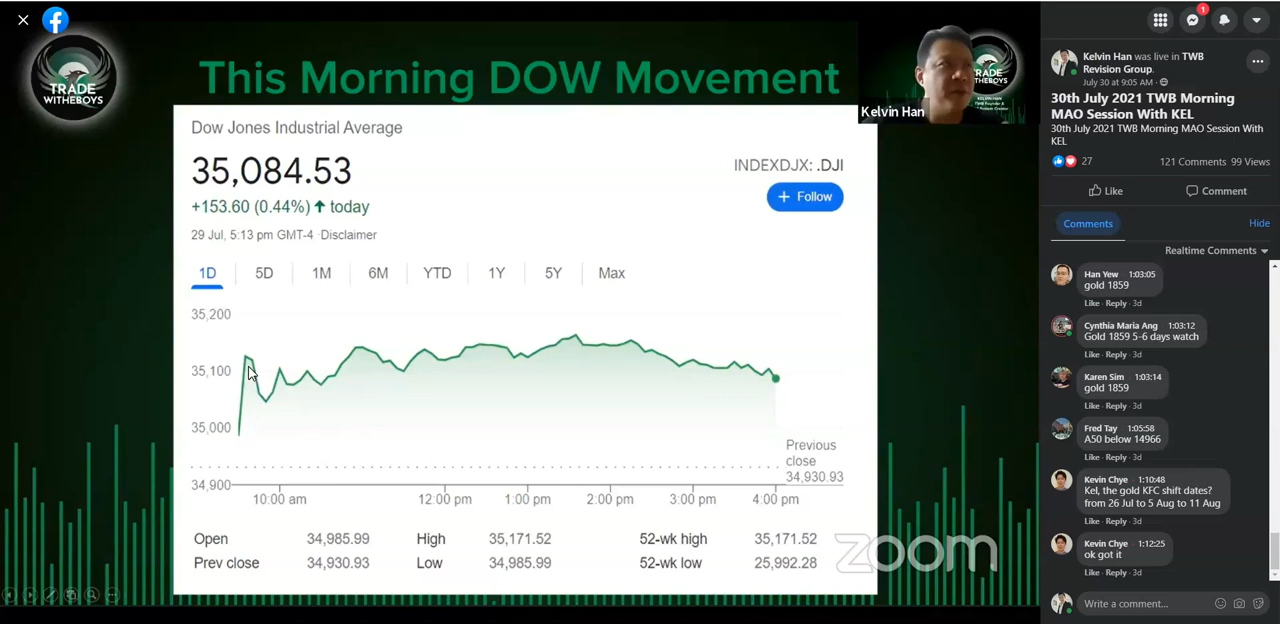 TRADE
WITHEBOYS
This Morning DOW Movement
Dow Jones Industrial Average
35,084.53
+153.60 (0.44%) ↑ today
29 Jul, 5:13 pm GMT-4 · Disclaimer
INDEXDJX: .DJI
+ Follow
1D 5D 1M 6M YTD 1Y 5Y Max
35,200
35,100
35,000
34,900
Previous
close
34,930.93
10:00 am 12:00 pm 1:00 pm 2:00 pm 3:00 pm 4:00 pm
Open 34,985.99 High 35,171.52 52-wk high 35,171.52
Prev close 34,930.93 Low 34,985.99 52-wk low 25,992.28
zoom
TRADE
WITHEBOYS
KELVIN HAN
Kelvin Han
1
Kelvin Han was live in TWB
Revision Group.
July 30 at 9:05 AM ·
30th July 2021 TWB Morning
MAO Session With KEL
30th July 2021 TWB Morning MAO Session With
KEL
27
121 Comments 99 Views
Like Comment
Comments Hide
Realtime Comments
Han Yew 1:03:05
gold 1859
Like · Reply · 3d
Cynthia Maria Ang 1:03:12
Gold 1859 5-6 days watch
Like · Reply · 3d
Karen Sim 1:03:14
gold 1859
Like · Reply · 3d
Fred Tay 1:05:58
A50 below 14966
Like · Reply · 3d
Kevin Chye 1:10:48
Kel, the gold KFC shift dates?
from 26 Jul to 5 Aug to 11 Aug
Like · Reply · 3d
Kevin Chye 1:12:25
ok got it
Like · Reply · 3d
Write a comment...